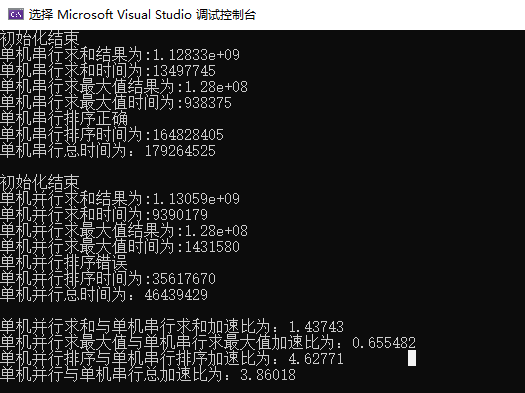 选择 Microsoft Visual Studio 调试控制台
初始化结束
单机串行求和结果为:1.12833e+09
单机串行求和时间为:13497745
单机串行求最大值结果为:1.28e+08
单机串行求最大值时间为:938375
单机串行排序正确
单机串行排序时间为:164828405
单机串行总时间为：179264525
初始化结束
单机并行求和结果为:1.13059e+09
单机并行求和时间为:9390179
单机并行求最大值结果为:1.28e+08
单机并行求最大值时间为:1431580
单机并行排序错误
单机并行排序时间为:35617670
单机并行总时间为：46439429
单机并行求和与单机串行求和加速比为：1.43743
单机并行求最大值与单机串行求最大值加速比为：0.655482
单机并行排序与单机串行排序加速比为：4.62771
单机并行与单机串行总加速比为：3.86018